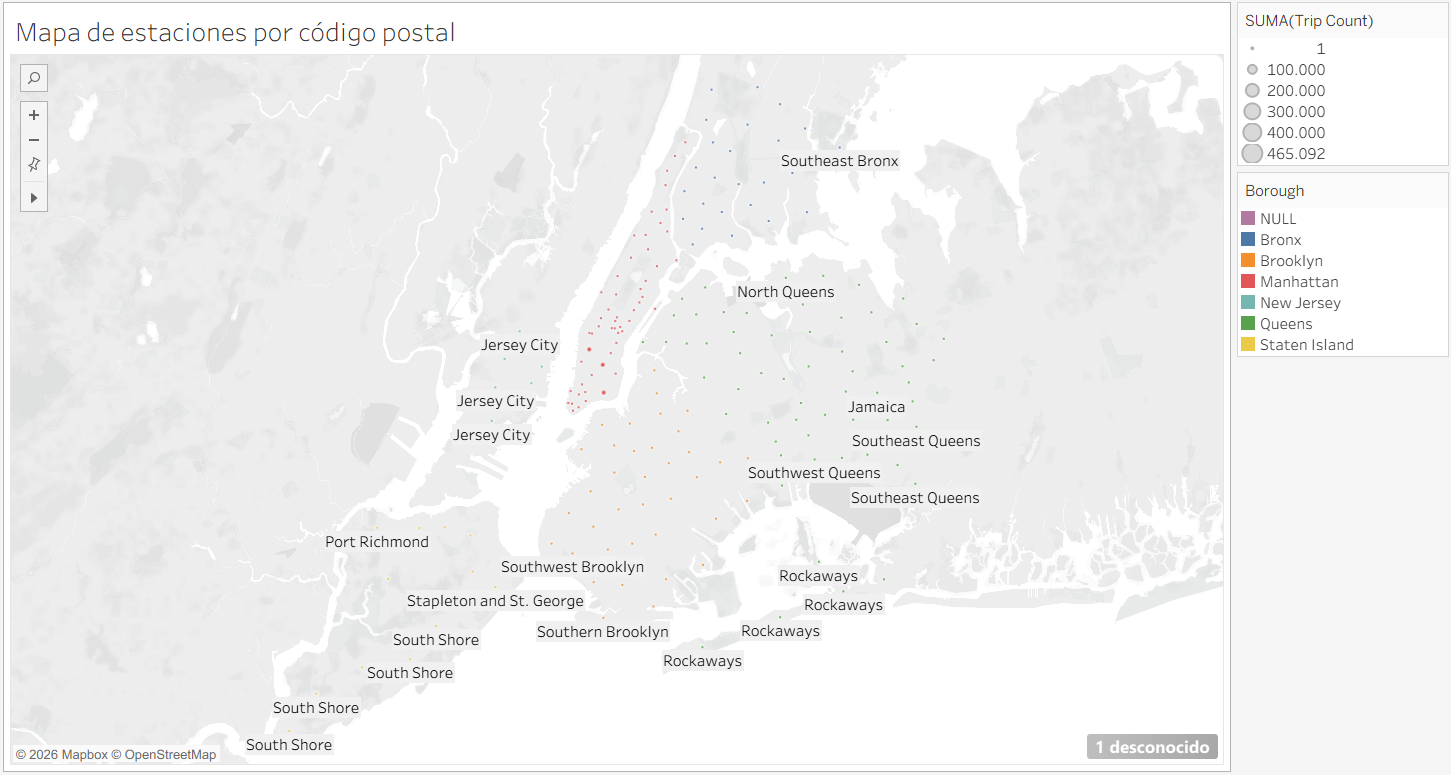 Mapa de estaciones por código postal
SUMA(Trip Count)
1
100.000
200.000
300.000
400.000
465.092
Borough
NULL
Bronx
Brooklyn
Manhattan
New Jersey
Queens
Staten Island
+
−
Southeast Bronx
North Queens
Jersey City
Jersey City
Jamaica
Jersey City
Southeast Queens
Southwest Queens
Southeast Queens
Port Richmond
Southwest Brooklyn
Rockaways
Stapleton and St. George
Rockaways
Southern Brooklyn
Rockaways
South Shore
Rockaways
South Shore
South Shore
South Shore
© 2026 Mapbox © OpenStreetMap
1 desconocido